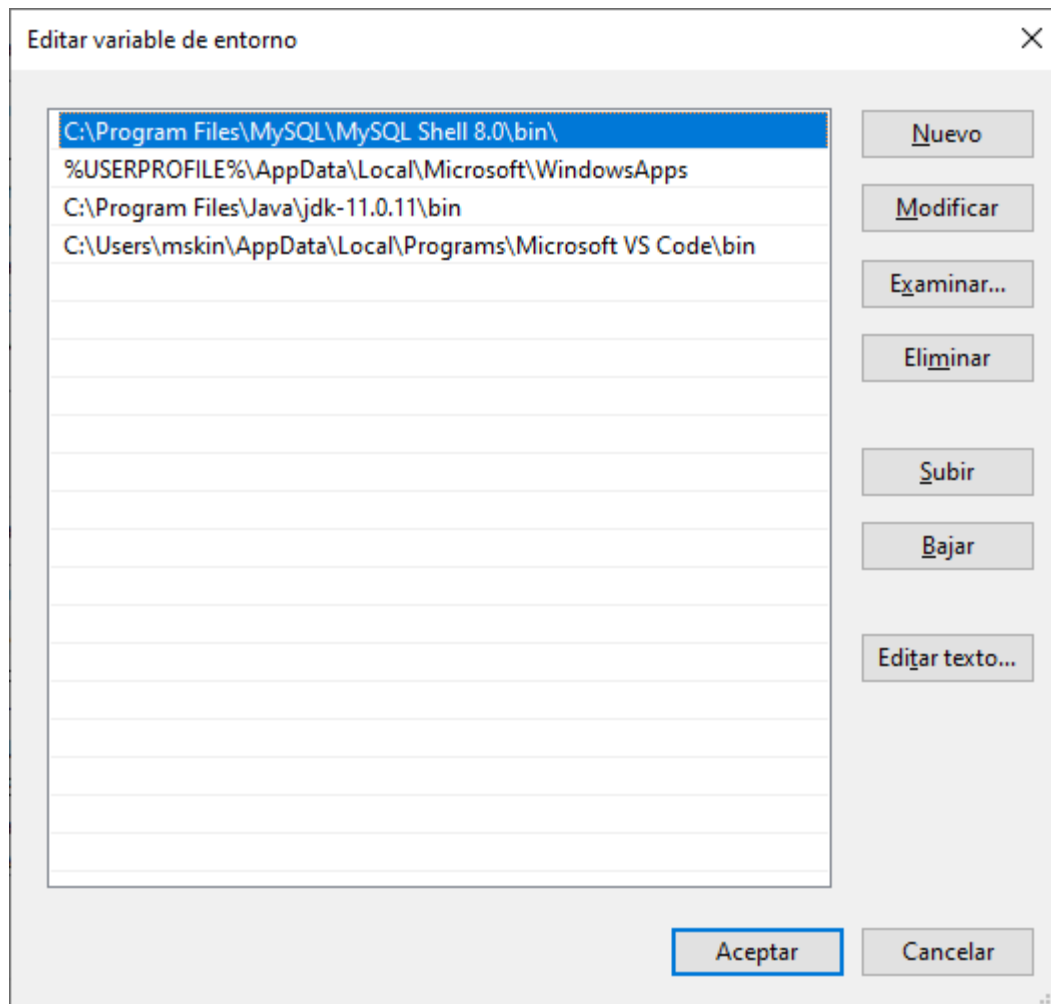 Editar variable de entorno
C:\Program Files\MySQL\MySQL Shell 8.0\bin\
%USERPROFILE%\AppData\Local\Microsoft\WindowsApps
C:\Program Files\Java\jdk-11.0.11\bin
C:\Users\mskin\AppData\Local\Programs\Microsoft VS Code\bin
Nuevo
Modificar
Examinar...
Eliminar
Subir
Bajar
Editar texto...
Aceptar
Cancelar